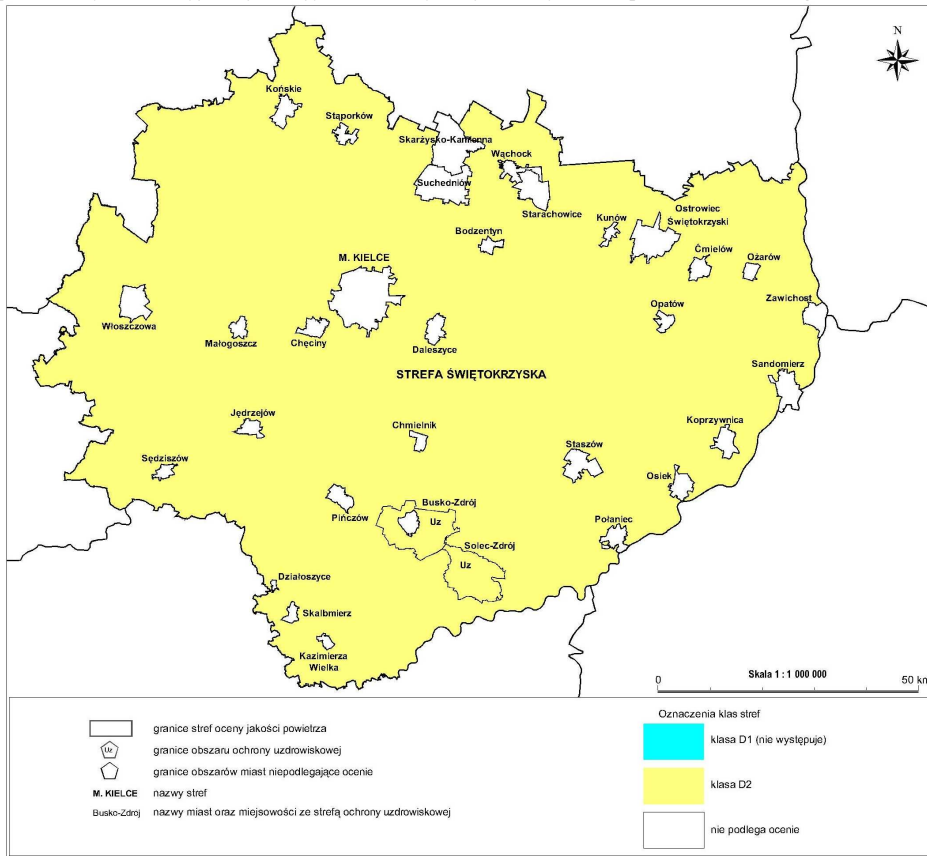 N
Końskie
Stąporków
Skarżysko-Kamienna
Wąchock
Suchedniów
Starachowice
Ostrowiec
Świętokrzyski
Kunów
Bodzentyn
Ćmielów
Ożarów
M. KIELCE
Zawichost
Opatów
Włoszczowa
Małogoszcz
Chęciny
Daleszyce
Sandomierz
STREFA ŚWIĘTOKRZYSKA
Jędrzejów
Chmielnik
Koprzywnica
Staszów
Sędziszów
Osiek
Busko-Zdrój
Pińczów
Uz
Połaniec
Solec-Zdrój
Uz
Działoszyce
Skalbmierz
Kazimierza
Wielka
Skala 1 : 1 000 000
0
50 km
granice stref oceny jakości powietrza
Uz
granice obszaru ochrony uzdrowiskowej
granice obszarów miast niepodlegające ocenie
M. KIELCE nazwy stref
Busko-Zdrój nazwy miast oraz miejsowości ze strefą ochrony uzdrowiskowej
Oznaczenia klas stref
klasa D1 (nie występuje)
klasa D2
nie podlega ocenie